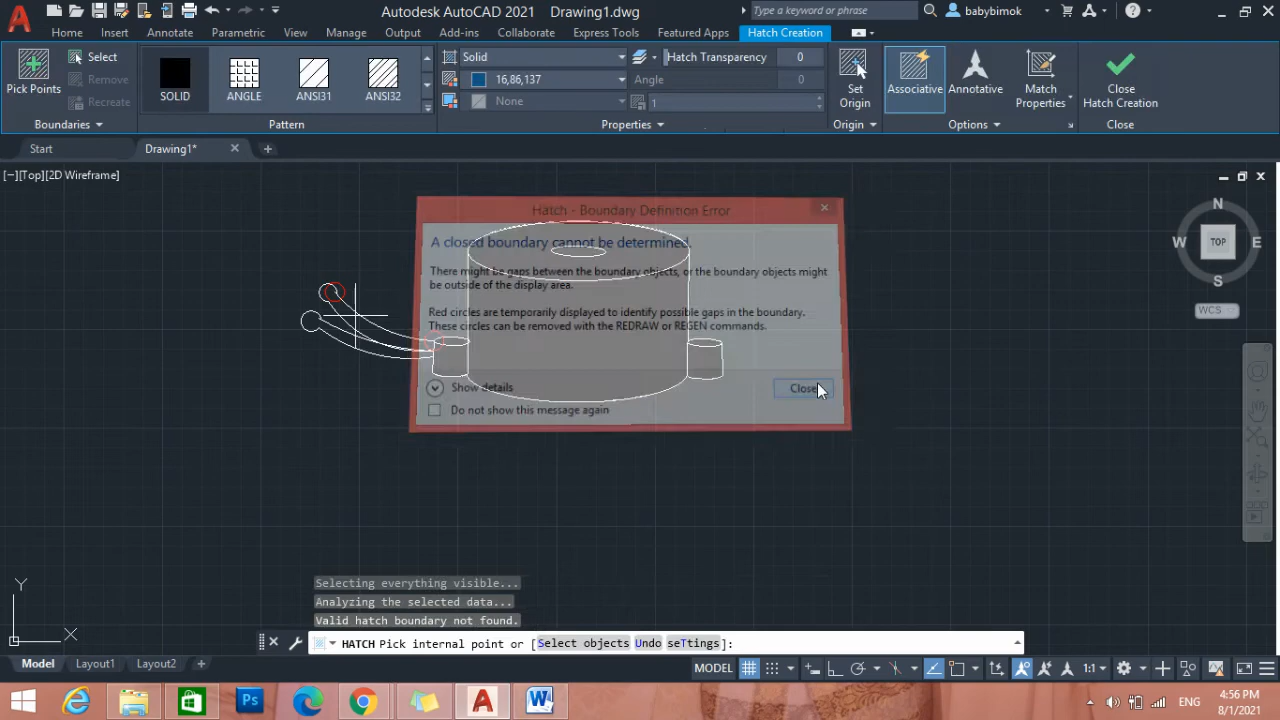 Autodesk AutoCAD 2021 Drawing1.dwg
Type a keyword or phrase
babybimok
Home Insert Annotate Parametric View Manage Output Add-ins Collaborate Express Tools Featured Apps Hatch Creation
Pick Points
Select
Remove
Recreate
Boundaries
SOLID
ANGLE
ANSI31
ANSI32
Pattern
Solid
16,86,137
None
Hatch Transparency 0
Angle 0
1
Properties
Set
Origin
Origin
Associative
Annotative
Match
Properties
Options
Close
Hatch Creation
Close
Start
Drawing1*
[−][Top][2D Wireframe]
N
W
TOP
E
S
WCS
Hatch - Boundary Definition Error
A closed boundary cannot be determined.
There might be gaps between the boundary objects, or the boundary objects might
be outside of the display area.
Red circles are temporarily displayed to identify possible gaps in the boundary.
These circles can be removed with the REDRAW or REGEN commands.
Show details
Close
Do not show this message again
Y
X
Selecting everything visible...
Analyzing the selected data...
Valid hatch boundary not found.
HATCH Pick internal point or [Select objects Undo seTtings]:
Model Layout1 Layout2
MODEL
1:1
ENG
4:56 PM
8/1/2021